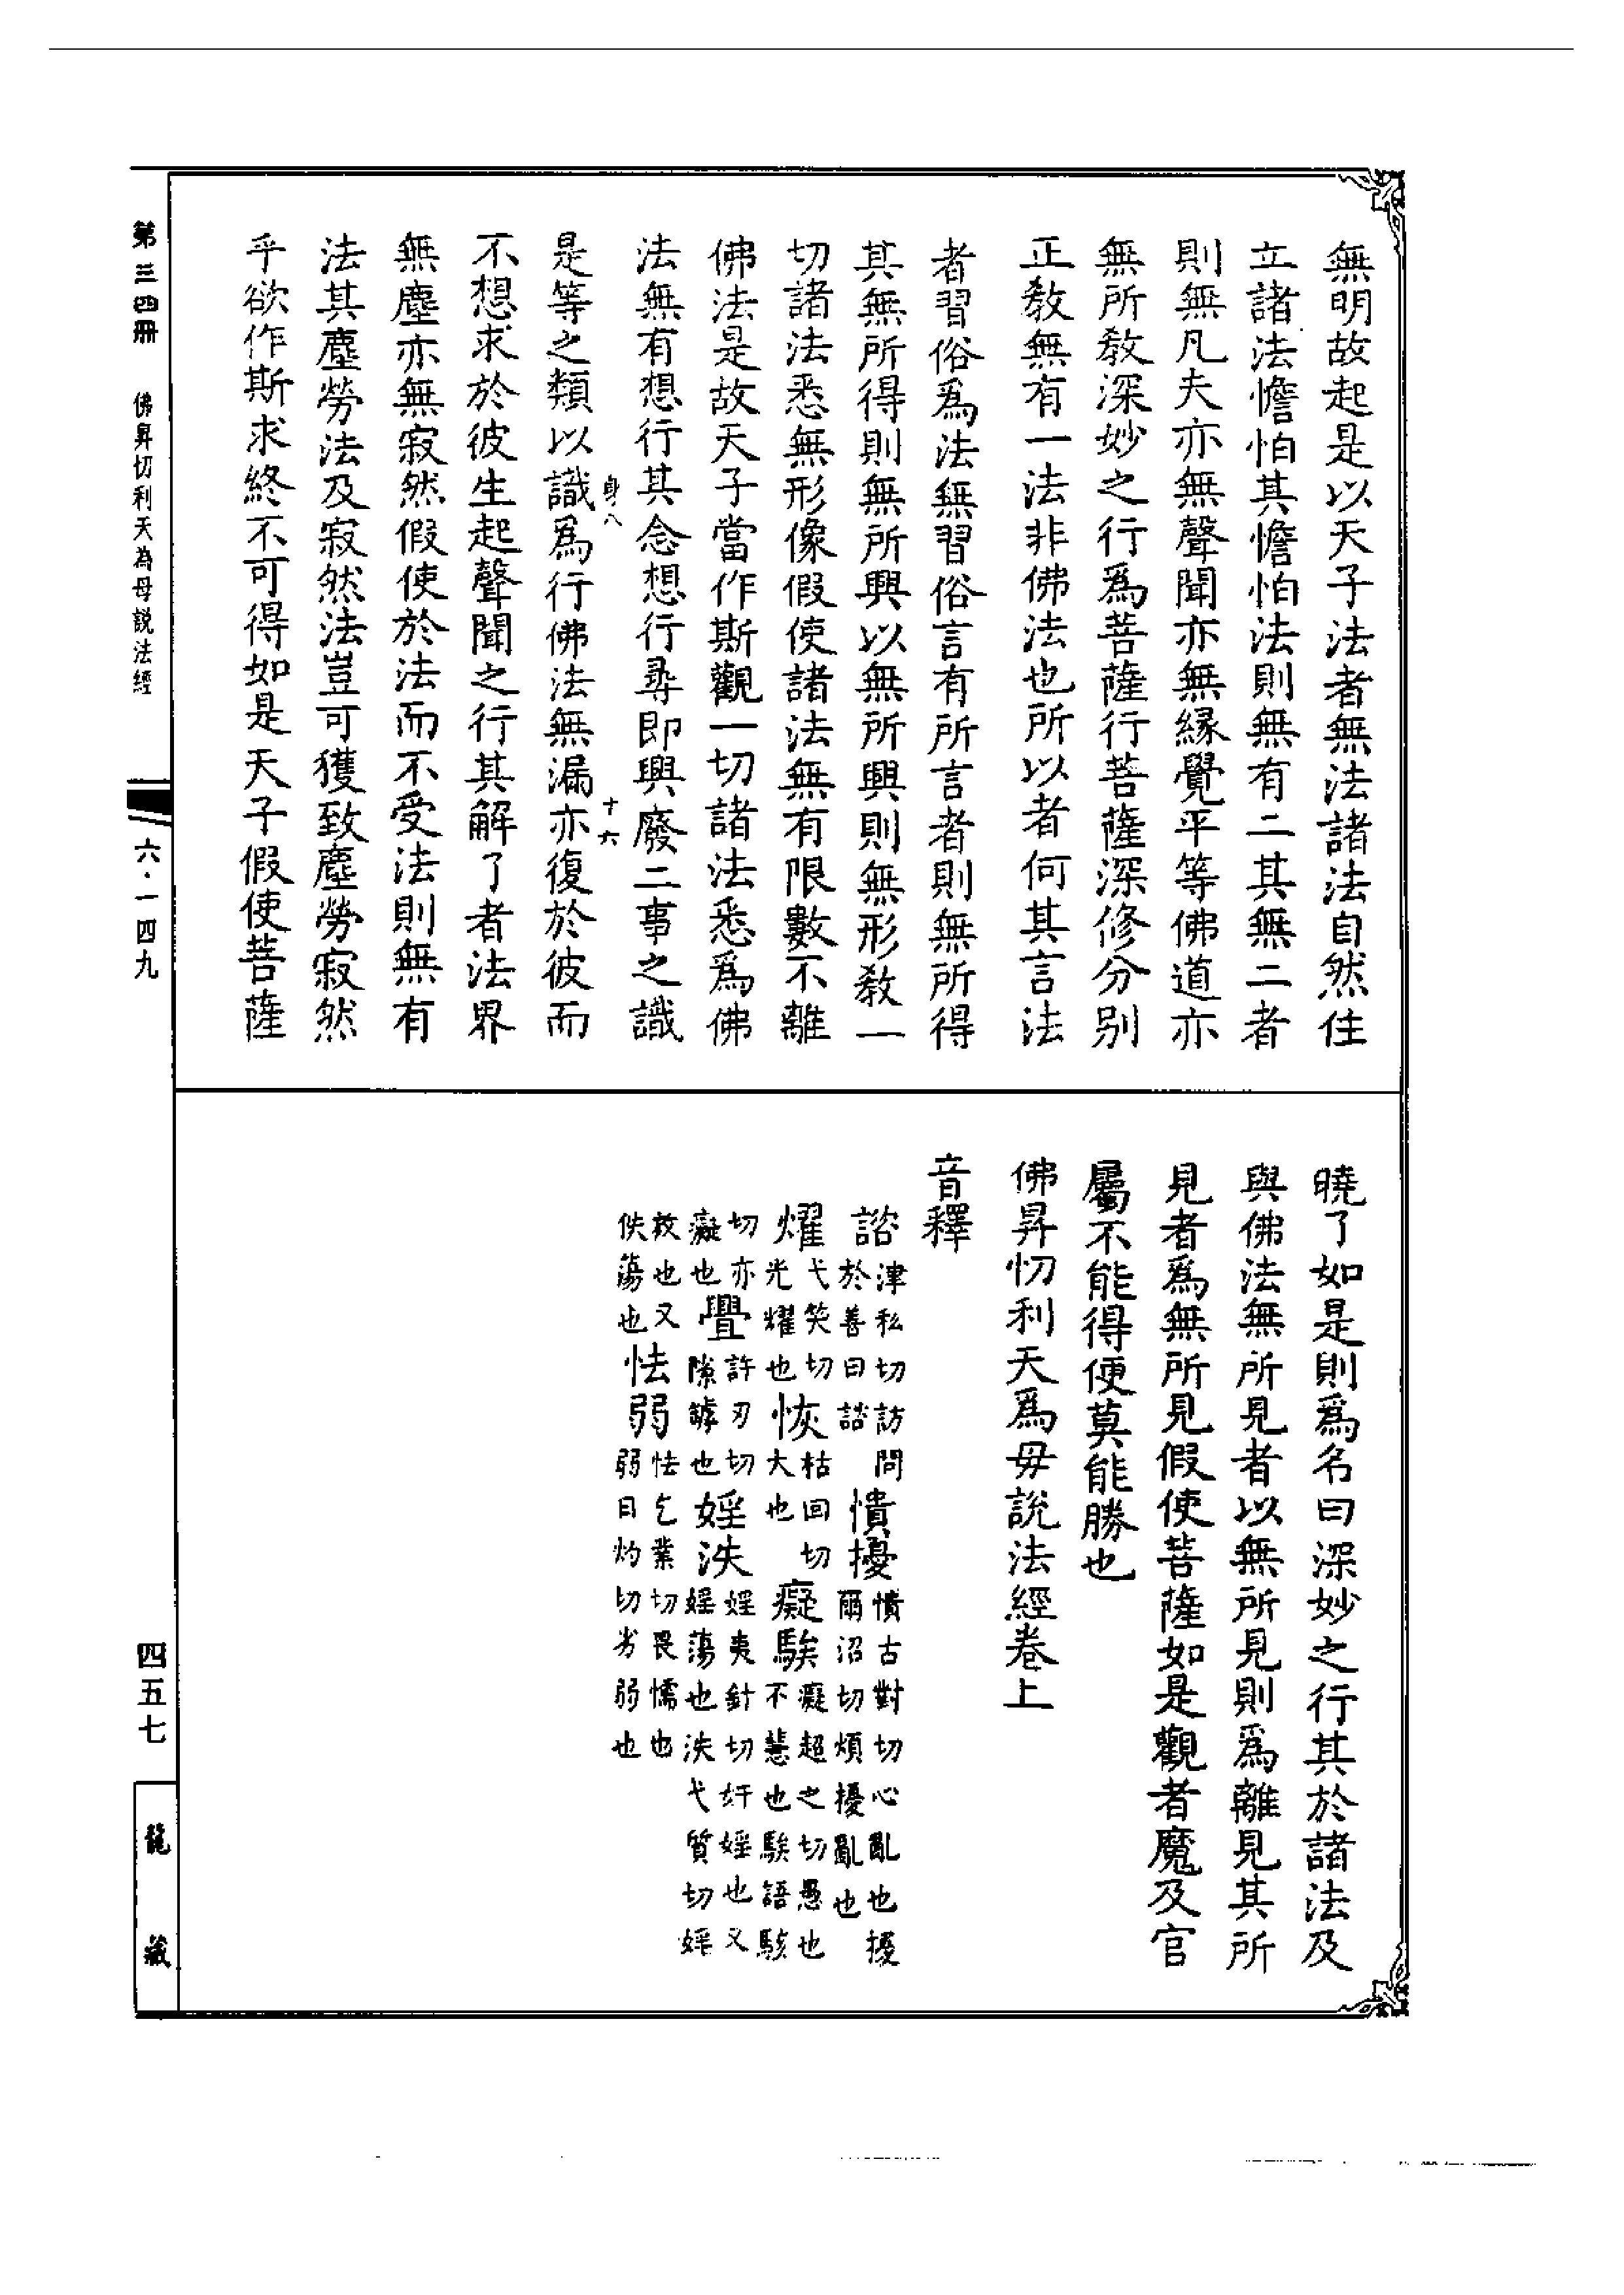 無明故起是以天子法者無法諸法自然住
立諸法憺怕其憺怕法則無有二其無二者
則無凡夫亦無聲聞亦無緣覺平等佛道亦
無所教深妙之行為菩薩行菩薩深修分別
正教無有一法非佛法也所以者何其言法
者習俗為法無習俗言有所言者則無所得
其無所得則無所興以無所興則無形教一
切諸法悉無形像假使諸法無有限數不離
佛法是故天子當作斯觀一切諸法悉為佛
法無有想行其念想行尋即興廢二事之識
身八
十六
是等之類以識為行佛法無漏亦復於彼而
不想求於彼生起聲聞之行其解了者法界
無塵亦無寂然假使於法而不受法則無有
法其塵勞法及寂然法豈可獲致塵勞寂然
乎欲作斯求終不可得如是天子假使菩薩
曉了如是則為名曰深妙之行其於諸法及
與佛法無所見者以無所見則為離見其所
見者為無所見假使菩薩如是觀者魔及官
屬不能得便莫能勝也
佛昇忉利天為母說法經卷上
音釋
諮津私切訪問於善曰諮 憒擾憒古對切心亂也擾爾沼切煩擾亂也
燿弋笑切光耀也 恢枯回切大也 癡騃癡超之切愚也不慧也騃語駭
切亦癡也 舋許刃切隙罅也 婬泆婬夷針切奸婬也又婬蕩也泆弋質切婬
放也又佚蕩也 怯弱怯乞業切畏懦也弱日灼切劣弱也
第三四冊 佛昇忉利天為母說法經
六·一四九
四五七
龍藏